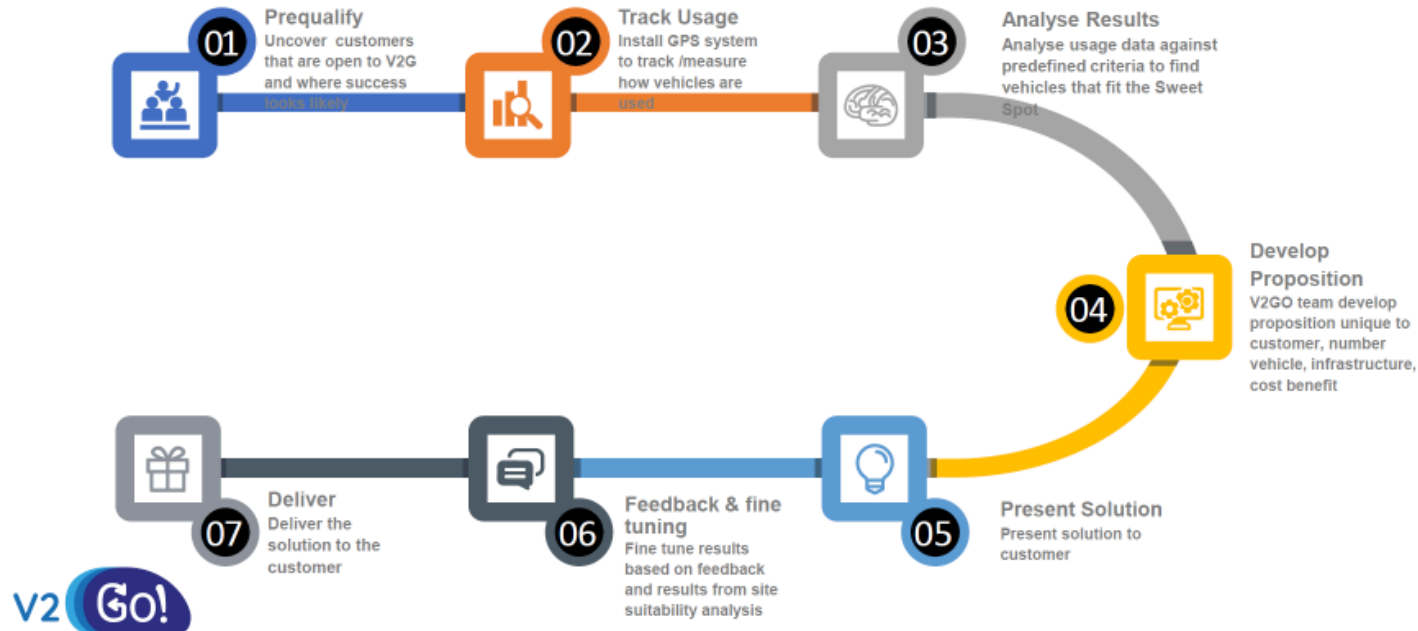 01
Prequalify
Uncover customers
that are open to V2G
and where success
looks likely
02
Track Usage
Install GPS system
to track /measure
how vehicles are
used
03
Analyse Results
Analyse usage data against
predefined criteria to find
vehicles that fit the Sweet
Spot
04
Develop
Proposition
V2GO team develop
proposition unique to
customer, number
vehicle, infrastructure,
cost benefit
05
Present Solution
Present solution to
customer
06
Feedback & fine
tuning
Fine tune results
based on feedback
and results from site
suitability analysis
07
Deliver
Deliver the
solution to the
customer
V2 Go!